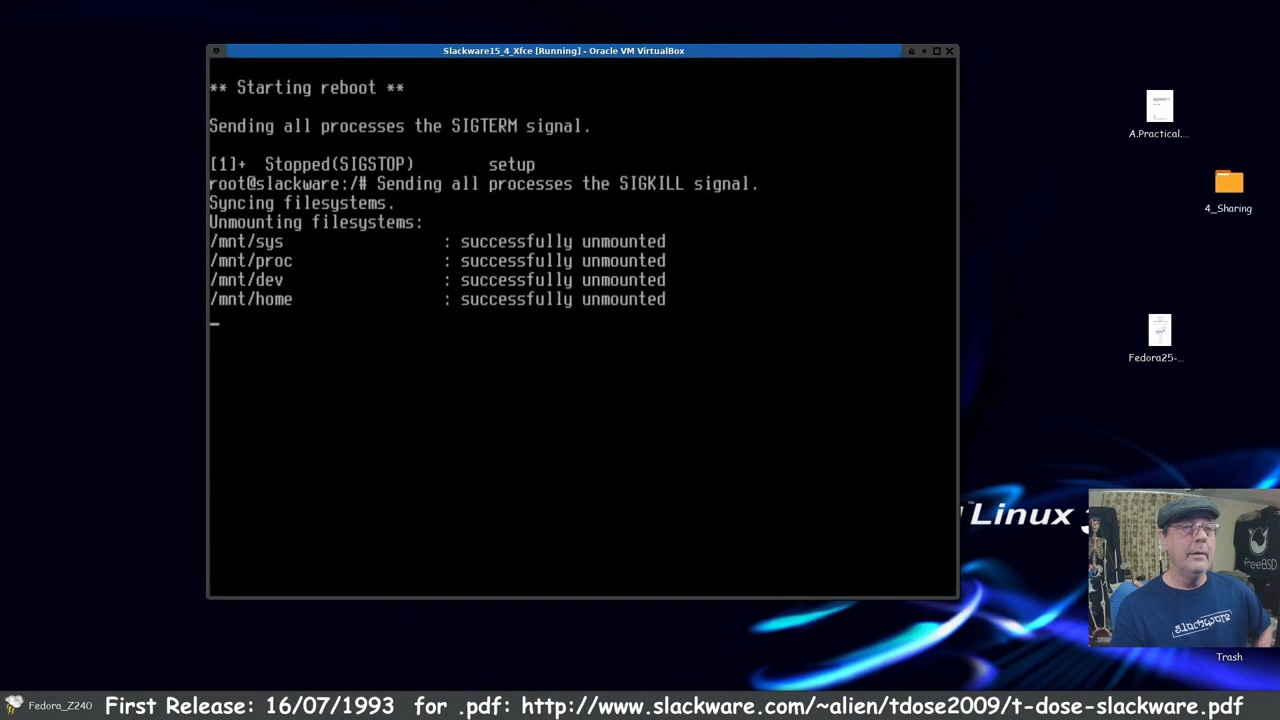 Slackware15_4_Xfce [Running] - Oracle VM VirtualBox
** Starting reboot **
Sending all processes the SIGTERM signal.
[1]+  Stopped(SIGSTOP)        setup
root@slackware:/# Sending all processes the SIGKILL signal.
Syncing filesystems.
Unmounting filesystems:
/mnt/sys                 : successfully unmounted
/mnt/proc                : successfully unmounted
/mnt/dev                 : successfully unmounted
/mnt/home                : successfully unmounted
A.Practical....
4_Sharing
Fedora25-...
Linux
freeBSD
slackware
Trash
Fedora_Z240
First Release: 16/07/1993  for .pdf: http://www.slackware.com/~alien/tdose2009/t-dose-slackware.pdf